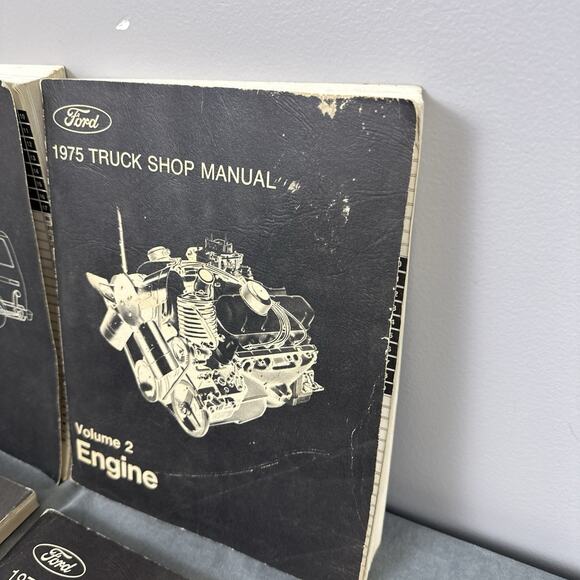 Ford
1975 TRUCK SHOP MANUAL
Volume 2
Engine
Ford